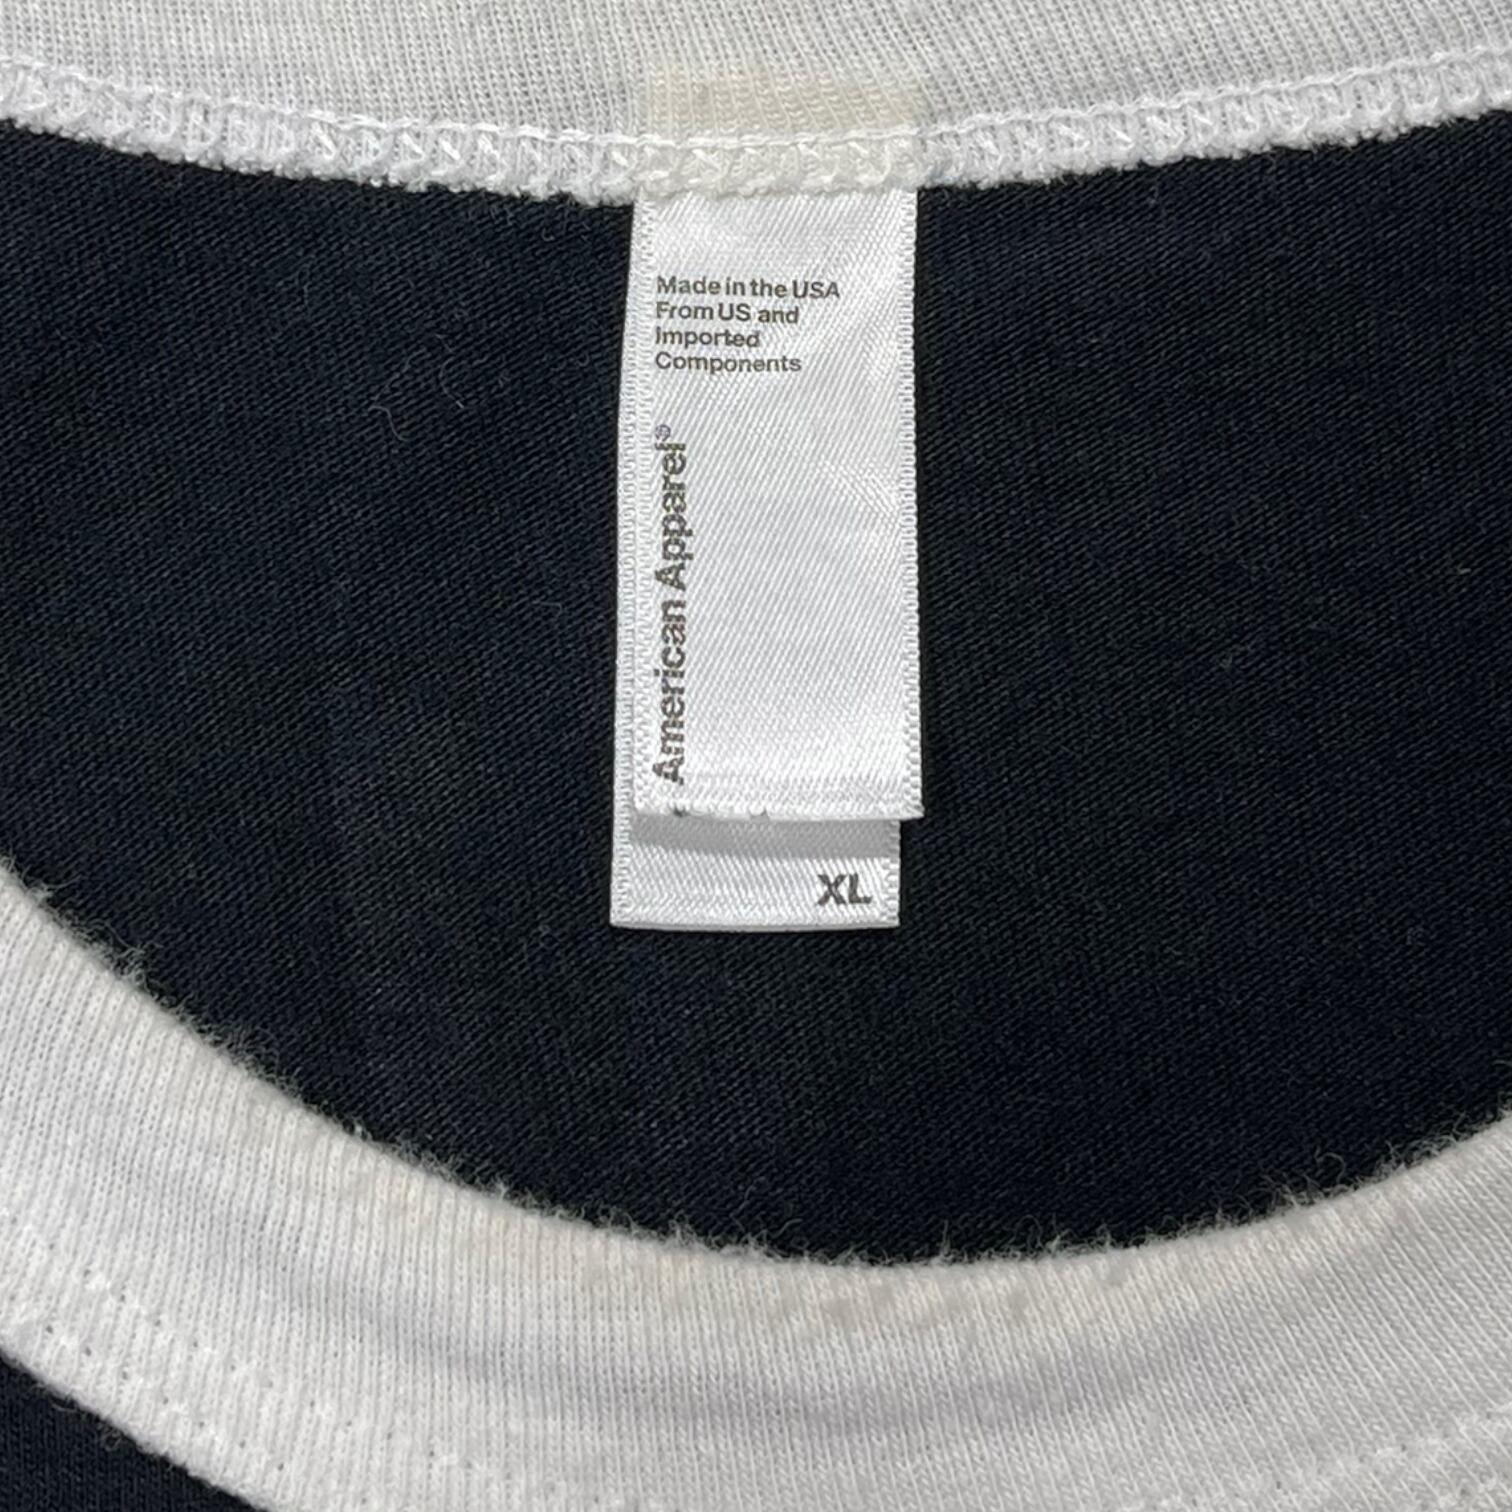 Made in the USA
From US and
Imported
Components
American Apparel®
XL